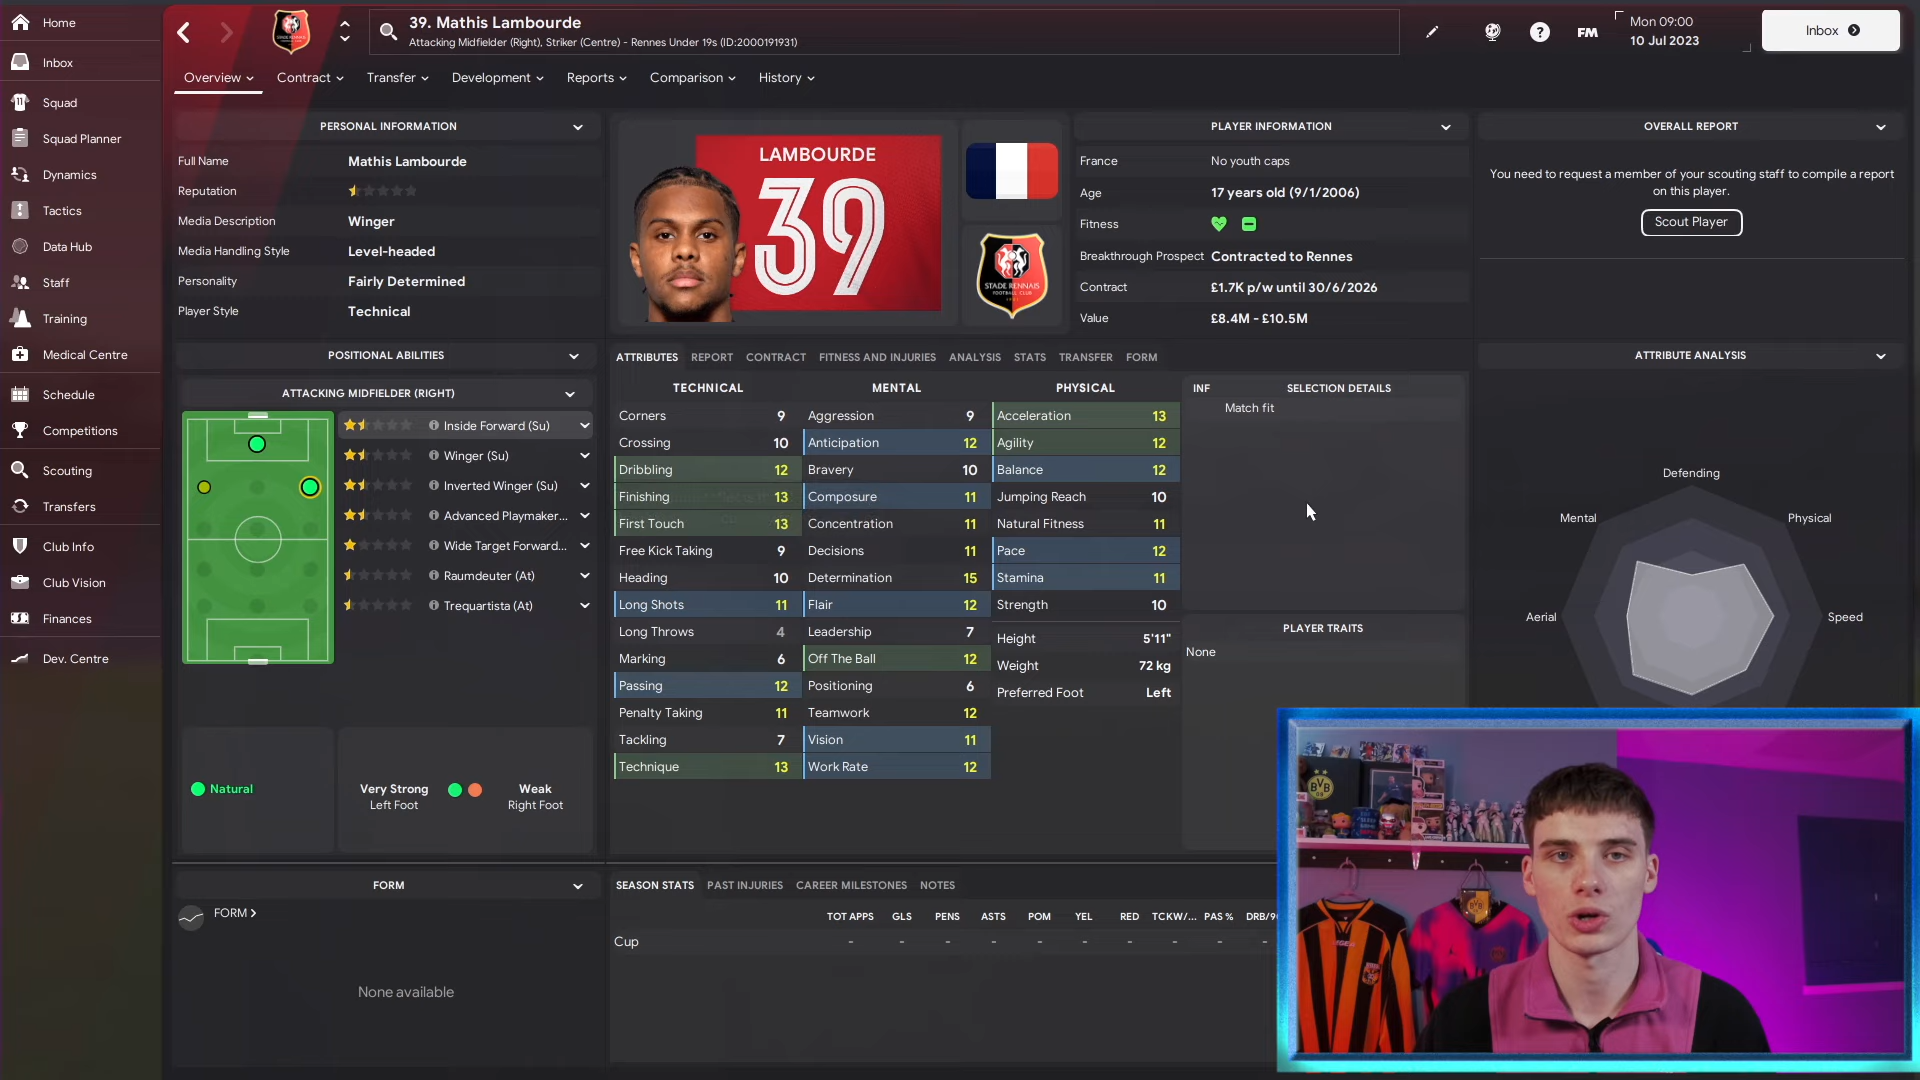 Home
Inbox
Squad
Squad Planner
Dynamics
Tactics
Data Hub
Staff
Training
Medical Centre
Schedule
Competitions
Scouting
Transfers
Club Info
Club Vision
Finances
Dev. Centre
39. Mathis Lambourde
Attacking Midfielder (Right), Striker (Centre) - Rennes Under 19s (ID:2000191931)
FM
Mon 09:00
10 Jul 2023
Inbox
Overview Contract Transfer Development Reports Comparison History
PERSONAL INFORMATION
Full Name Mathis Lambourde
Reputation
Media Description Winger
Media Handling Style Level-headed
Personality Fairly Determined
Player Style Technical
LAMBOURDE
39
STADE RENNAIS
FOOTBALL CLUB
PLAYER INFORMATION
France No youth caps
Age 17 years old (9/1/2006)
Fitness
Breakthrough Prospect Contracted to Rennes
Contract £1.7K p/w until 30/6/2026
Value £8.4M - £10.5M
OVERALL REPORT
You need to request a member of your scouting staff to compile a report
on this player.
Scout Player
POSITIONAL ABILITIES
ATTACKING MIDFIELDER (RIGHT)
Inside Forward (Su)
Winger (Su)
Inverted Winger (Su)
Advanced Playmaker...
Wide Target Forward...
Raumdeuter (At)
Trequartista (At)
Natural
Very Strong
Left Foot
Weak
Right Foot
ATTRIBUTES REPORT CONTRACT FITNESS AND INJURIES ANALYSIS STATS TRANSFER FORM
TECHNICAL
Corners 9
Crossing 10
Dribbling 12
Finishing 13
First Touch 13
Free Kick Taking 9
Heading 10
Long Shots 11
Long Throws 4
Marking 6
Passing 12
Penalty Taking 11
Tackling 7
Technique 13
MENTAL
Aggression 9
Anticipation 12
Bravery 10
Composure 11
Concentration 11
Decisions 11
Determination 15
Flair 12
Leadership 7
Off The Ball 12
Positioning 6
Teamwork 12
Vision 11
Work Rate 12
PHYSICAL
Acceleration 13
Agility 12
Balance 12
Jumping Reach 10
Natural Fitness 11
Pace 12
Stamina 11
Strength 10
Height 5'11"
Weight 72 kg
Preferred Foot Left
INF SELECTION DETAILS
Match fit
PLAYER TRAITS
None
ATTRIBUTE ANALYSIS
Defending
Mental
Physical
Aerial
Speed
FORM
FORM
None available
SEASON STATS PAST INJURIES CAREER MILESTONES NOTES
TOT APPS GLS PENS ASTS POM YEL RED TCKW/... PAS %
Cup - - - - - - - - - -
BVB
09